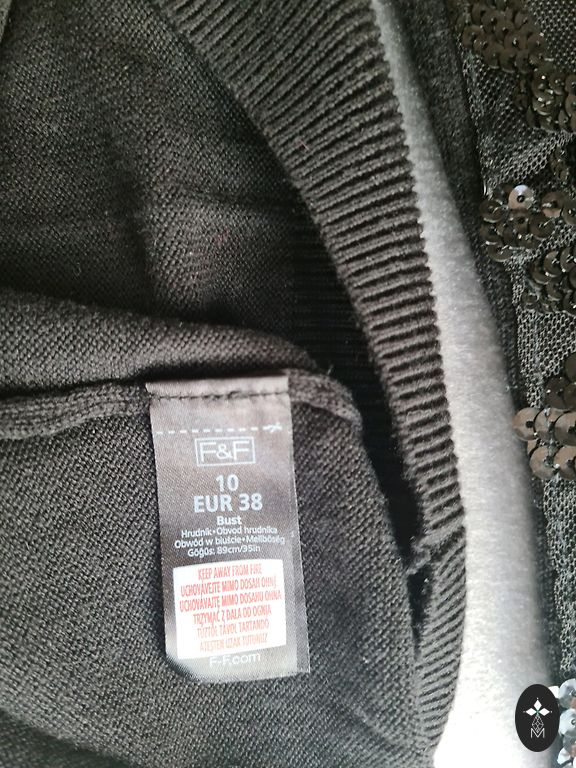 F&F
10
EUR 38
Bust
Hrudník•Obvod hrudníka
Obwód w biuście•Mellbőség
Göğüs: 89cm/35in
KEEP AWAY FROM FIRE
UCHOVÁVEJTE MIMO DOSAH OHNĚ
UCHOVÁVAJTE MIMO DOSAHU OHŇA
TRZYMAĆ Z DALA OD OGNIA
TŰZTŐL TÁVOL TARTANDÓ
ATEŞTEN UZAK TUTUNUZ
F-F.com
M